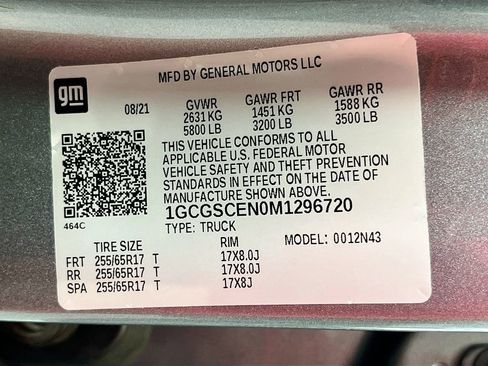 MFD BY GENERAL MOTORS LLC
gm
08/21 GVWR GAWR FRT GAWR RR
2631 KG 1451 KG 1588 KG
5800 LB 3200 LB 3500 LB
THIS VEHICLE CONFORMS TO ALL
APPLICABLE U.S. FEDERAL MOTOR
VEHICLE SAFETY AND THEFT PREVENTION
STANDARDS IN EFFECT ON THE DATE OF
MANUFACTURE SHOWN ABOVE.
464C
1GCGSCEN0M1296720
TYPE: TRUCK
TIRE SIZE RIM MODEL: 0012N43
FRT 255/65R17 T 17X8.0J
RR 255/65R17 T 17X8.0J
SPA 255/65R17 T 17X8J